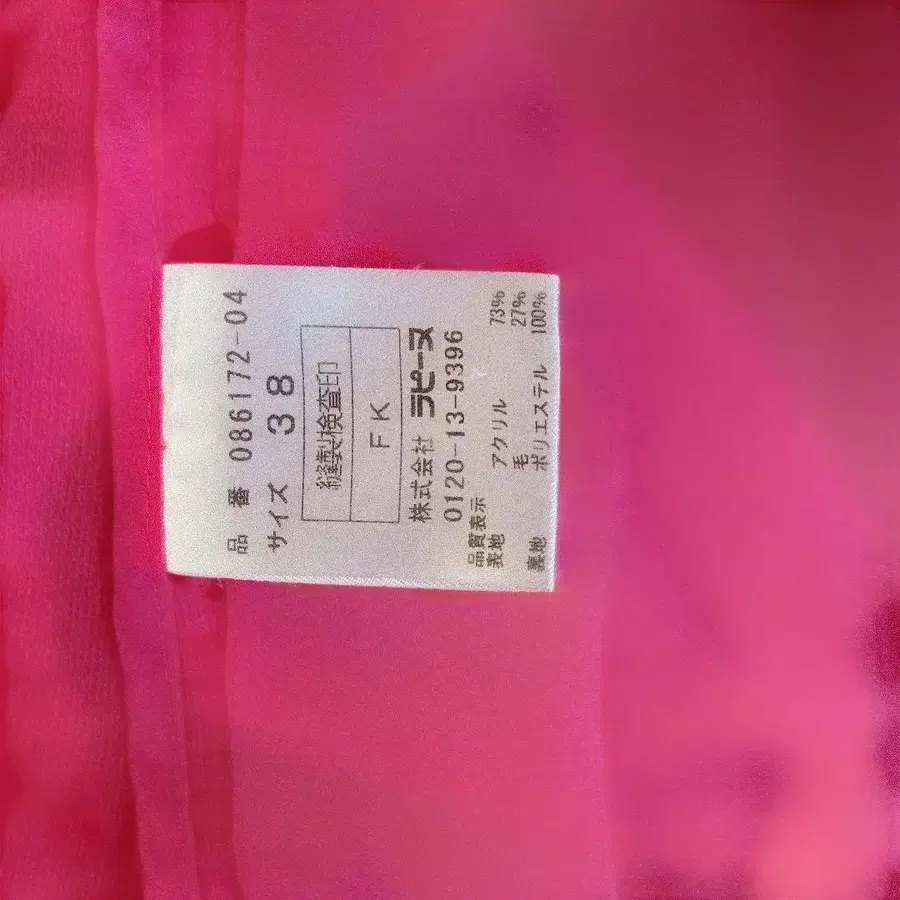 品 番 086172-04
サイズ 38
縫製検査印
FK
株式会社 ラピーヌ
0120-13-9396
品質表示
表地 アクリル 73%
毛 27%
裏地 ポリエステル 100%